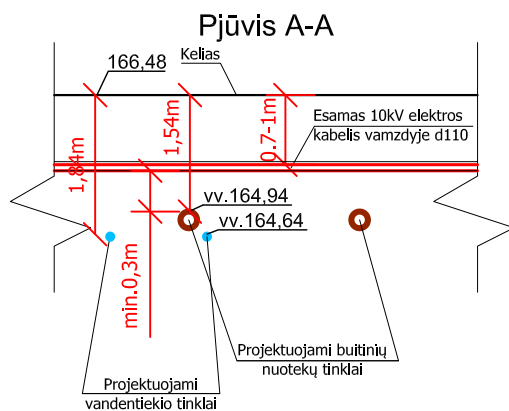 Pjūvis A-A
166,48
Kelias
1,84m
1,54m
0.7-1m
Esamas 10kV elektros
kabelis vamzdyje d110
vv.164,94
vv.164,64
min.0,3m
Projektuojami buitinių
nuotekų tinklai
Projektuojami
vandentiekio tinklai